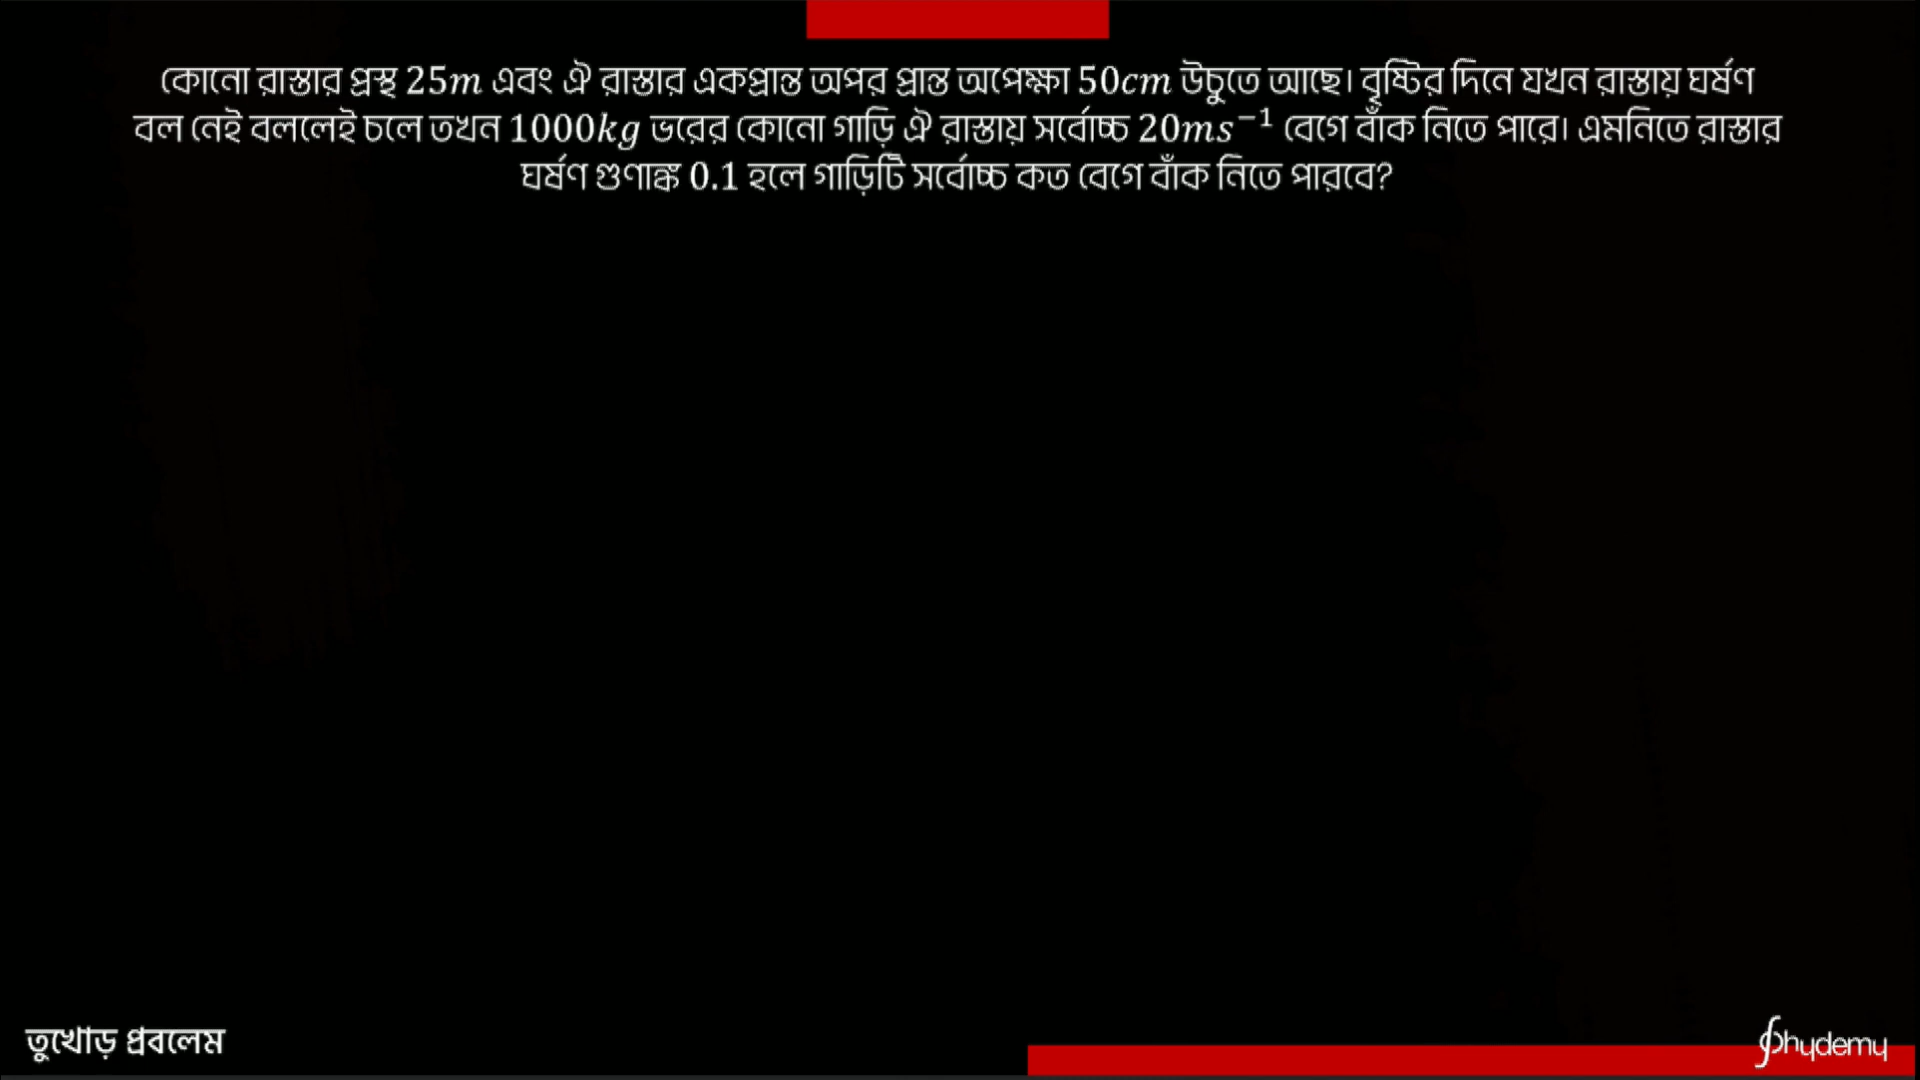 কোনো রাস্তার প্রস্থ 25m এবং ঐ রাস্তার একপ্রান্ত অপর প্রান্ত অপেক্ষা 50cm উচুতে আছে। বৃষ্টির দিনে যখন রাস্তায় ঘর্ষণ
বল নেই বললেই চলে তখন 1000kg ভরের কোনো গাড়ি ঐ রাস্তায় সর্বোচ্চ 20ms⁻¹ বেগে বাঁক নিতে পারে। এমনিতে রাস্তার
ঘর্ষণ গুণাঙ্ক 0.1 হলে গাড়িটি সর্বোচ্চ কত বেগে বাঁক নিতে পারবে?
তুখোড় প্রবলেম
Phydemy